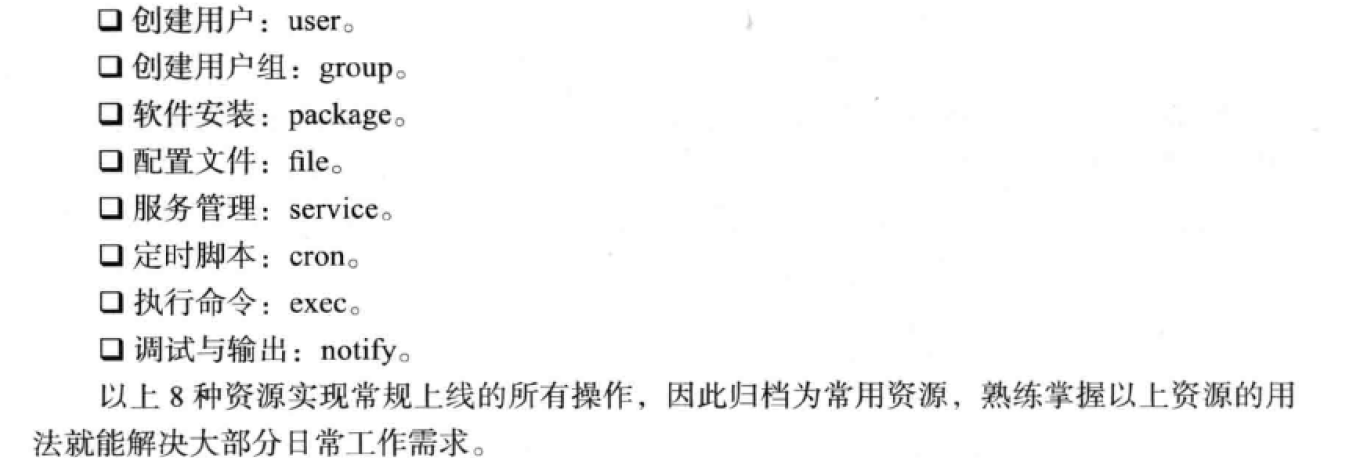 ❑ 创建用户：user。
❑ 创建用户组：group。
❑ 软件安装：package。
❑ 配置文件：file。
❑ 服务管理：service。
❑ 定时脚本：cron。
❑ 执行命令：exec。
❑ 调试与输出：notify。
以上 8 种资源实现常规上线的所有操作，因此归档为常用资源，熟练掌握以上资源的用
法就能解决大部分日常工作需求。